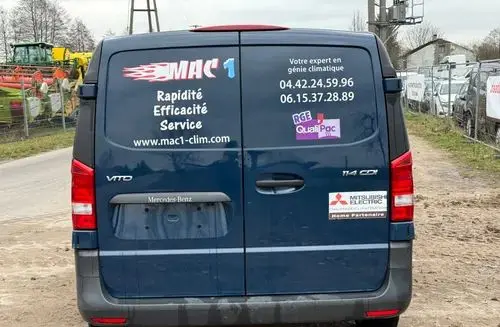 MAC 1
Rapidité
Efficacité
Service
www.mac1-clim.com
Votre expert en
génie climatique
04.42.24.59.96
06.15.37.28.89
RGE
QualiPac
VITO
114 CDI
Mercedes-Benz
MITSUBISHI
ELECTRIC
Home Partenaire